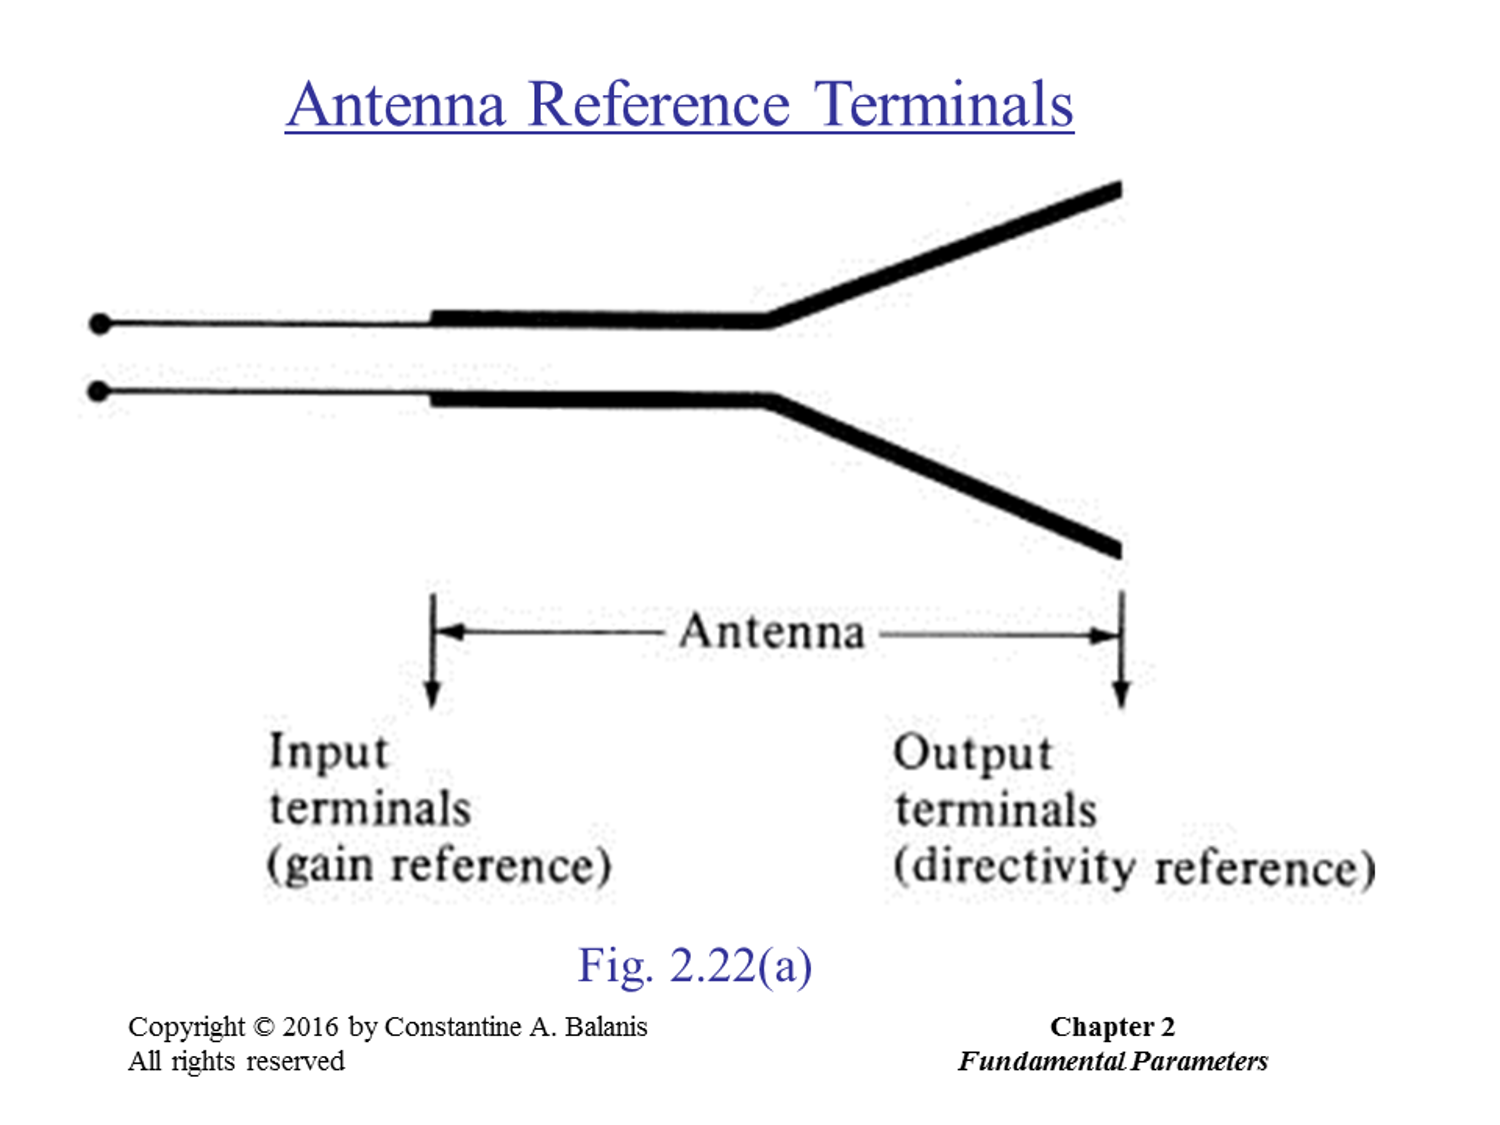 Antenna Reference Terminals
Antenna
Input
terminals
(gain reference)
Output
terminals
(directivity reference)
Fig. 2.22(a)
Copyright © 2016 by Constantine A. Balanis
All rights reserved
Chapter 2
Fundamental Parameters